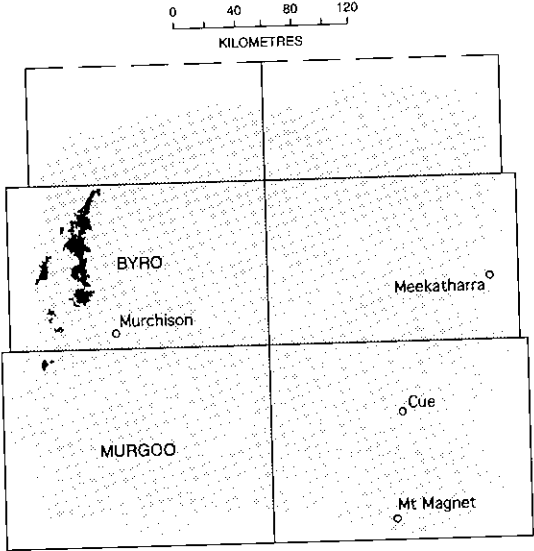 0 40 80 120
KILOMETRES
BYRO
Meekatharra
Murchison
Cue
MURGOO
Mt Magnet